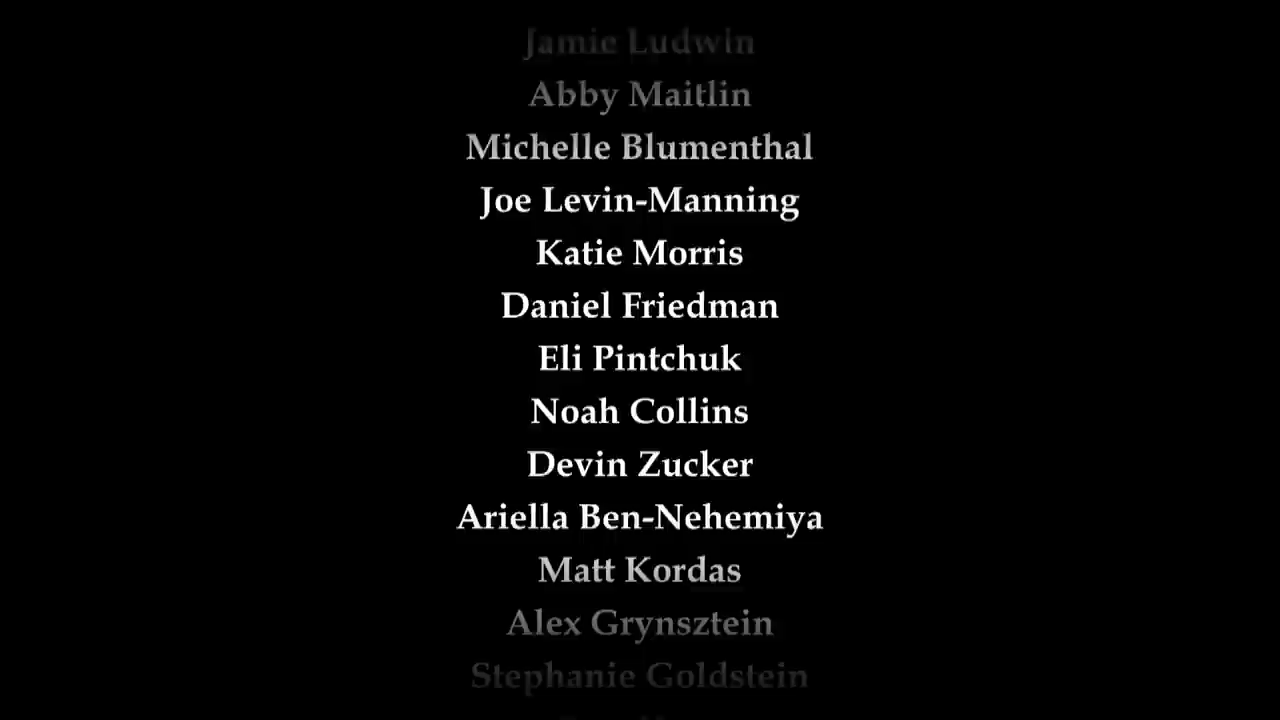 Jamie Ludwin
Abby Maitlin
Michelle Blumenthal
Joe Levin-Manning
Katie Morris
Daniel Friedman
Eli Pintchuk
Noah Collins
Devin Zucker
Ariella Ben-Nehemiya
Matt Kordas
Alex Grynsztein
Stephanie Goldstein